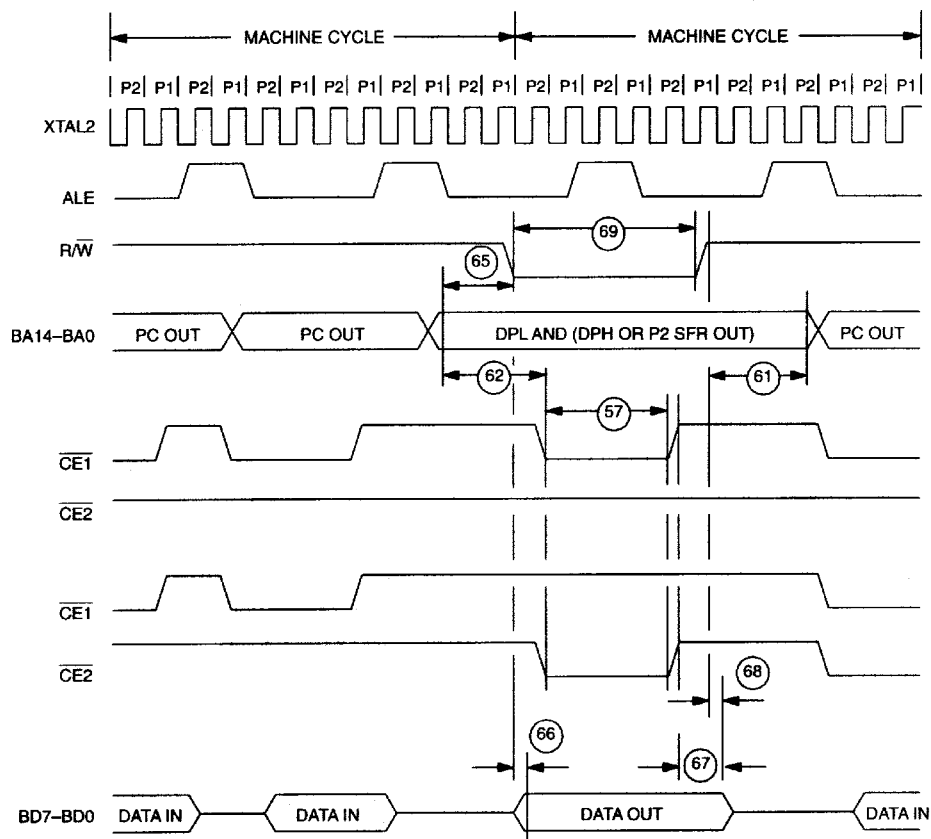 MACHINE CYCLE MACHINE CYCLE
P2 P1 P2 P2 P1 P2 P1 P2 P1 P2 P1 P2 P1 P2 P1 P2 P1 P2 P1 P2 P1
XTAL2
ALE
R/W
69
65
BA14–BA0 PC OUT PC OUT DPL AND (DPH OR P2 SFR OUT) PC OUT
62 61
57
CE1
CE2
CE1
CE2
68
66
67
BD7–BD0 DATA IN DATA IN DATA OUT DATA IN